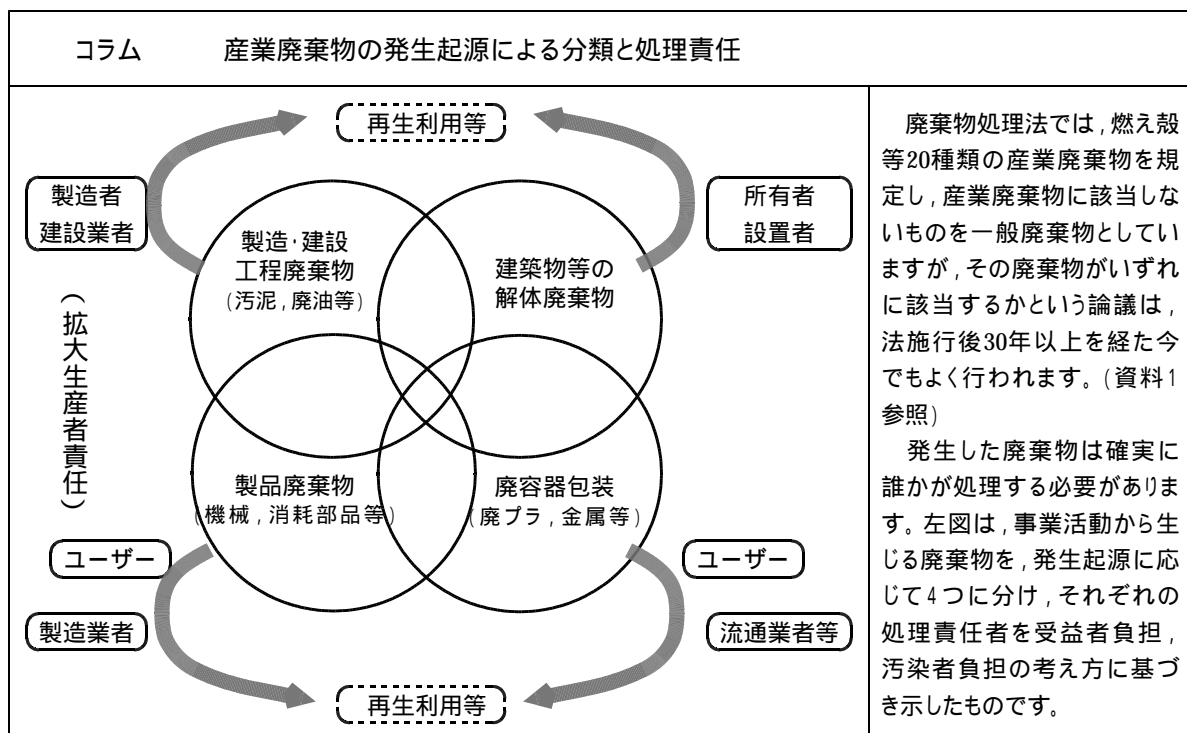 コラム　産業廃棄物の発生起源による分類と処理責任
再生利用等
製造者
建設業者
所有者
設置者
製造・建設
工程廃棄物
(汚泥,廃油等)
建築物等の
解体廃棄物
(拡大生産者責任)
製品廃棄物
(機械,消耗部品等)
廃容器包装
(廃プラ,金属等)
ユーザー
ユーザー
製造業者
流通業者等
再生利用等
廃棄物処理法では,燃え殻
等20種類の産業廃棄物を規
定し,産業廃棄物に該当しな
いものを一般廃棄物としてい
ますが,その廃棄物がいずれ
に該当するかという論議は,
法施行後30年以上を経た今
でもよく行われます。(資料1
参照)
発生した廃棄物は確実に
誰かが処理する必要がありま
す。左図は,事業活動から生
じる廃棄物を,発生起源に応
じて4つに分け,それぞれの
処理責任者を受益者負担,
汚染者負担の考え方に基づ
き示したものです。